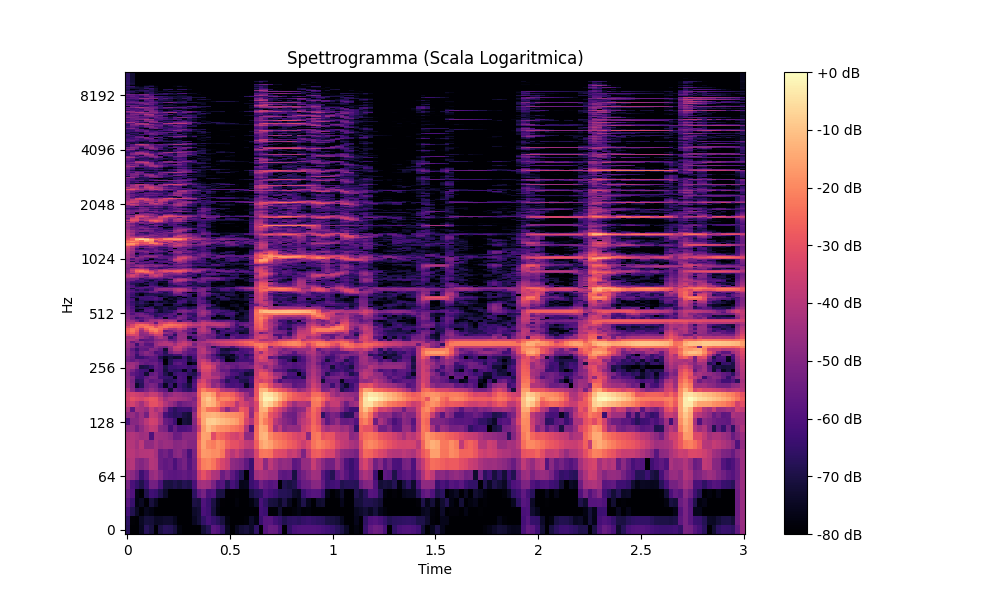 Spettrogramma (Scala Logaritmica)
Hz
8192
4096
2048
1024
512
256
128
64
0
0
0.5
1
1.5
2
2.5
3
Time
+0 dB
-10 dB
-20 dB
-30 dB
-40 dB
-50 dB
-60 dB
-70 dB
-80 dB